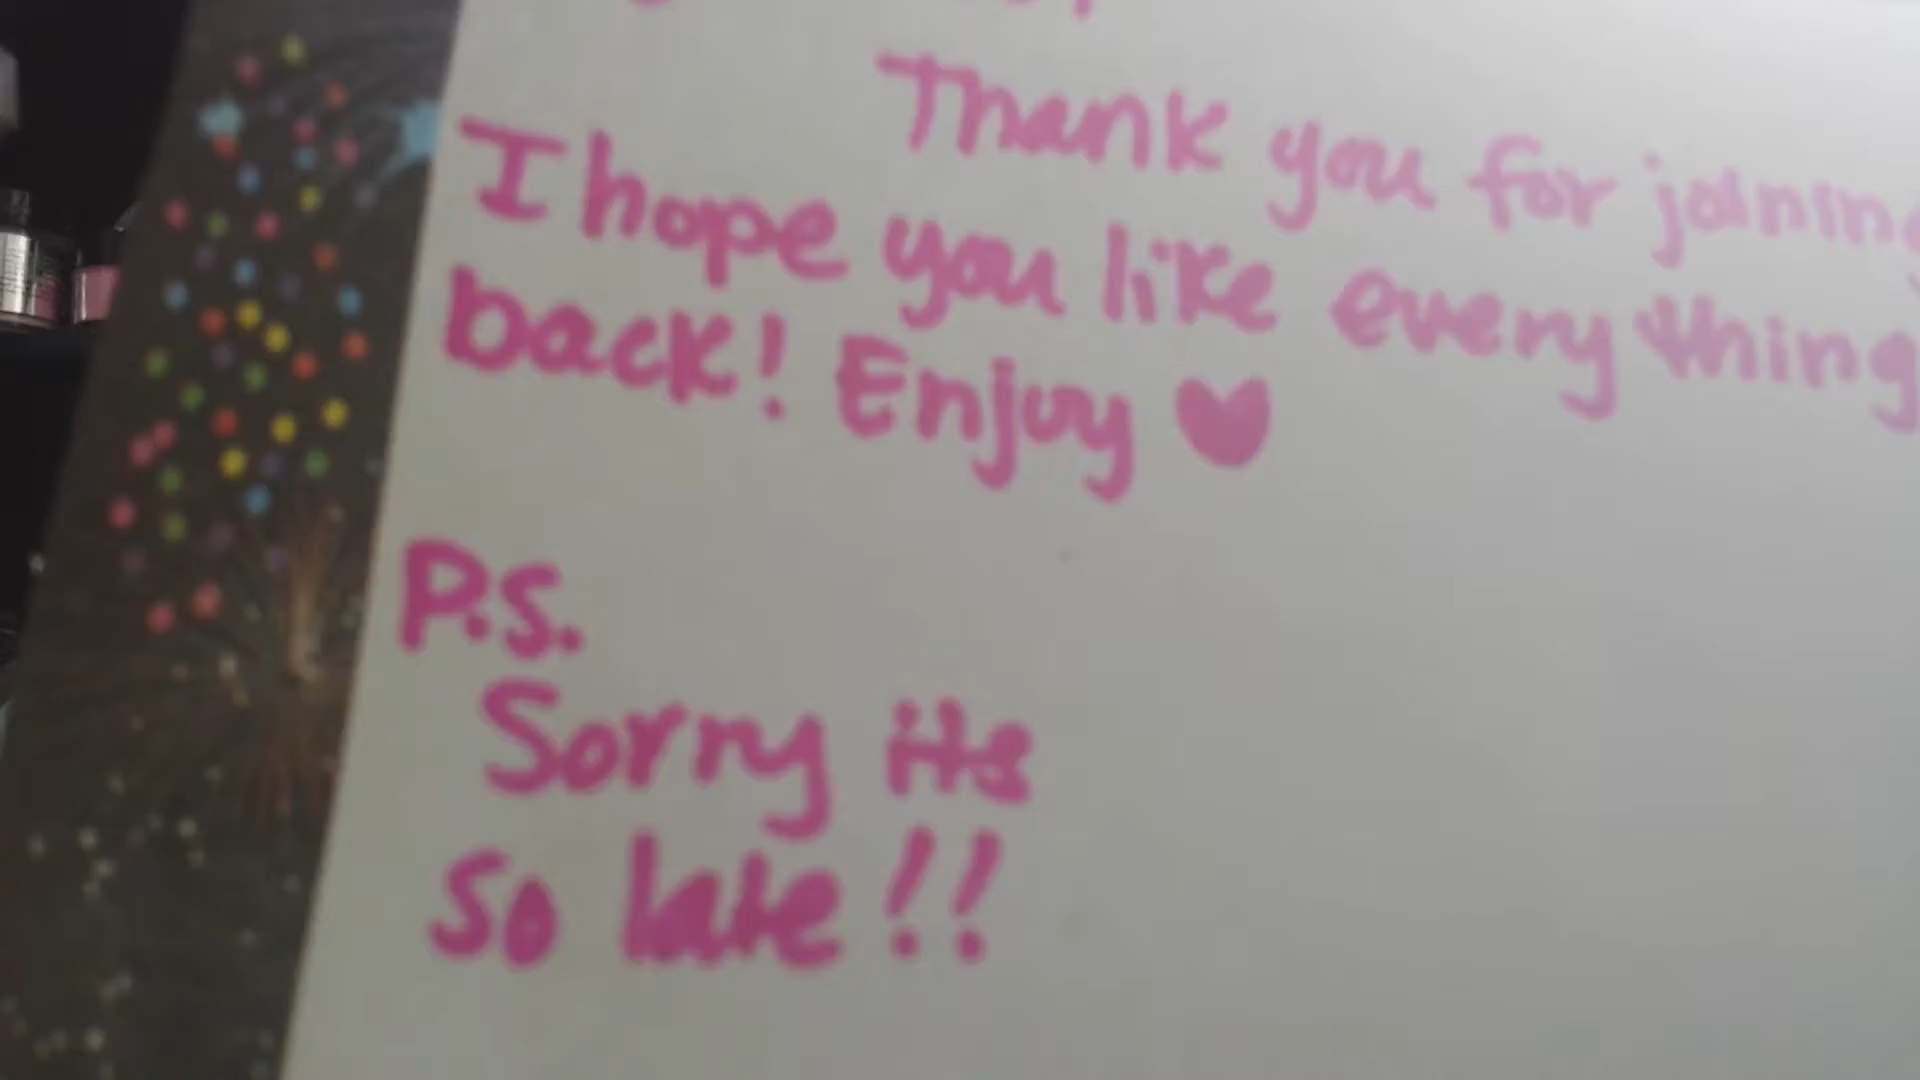 Thank you for joining
I hope you like everything
back! Enjoy
P.S.
Sorry its
so late!!